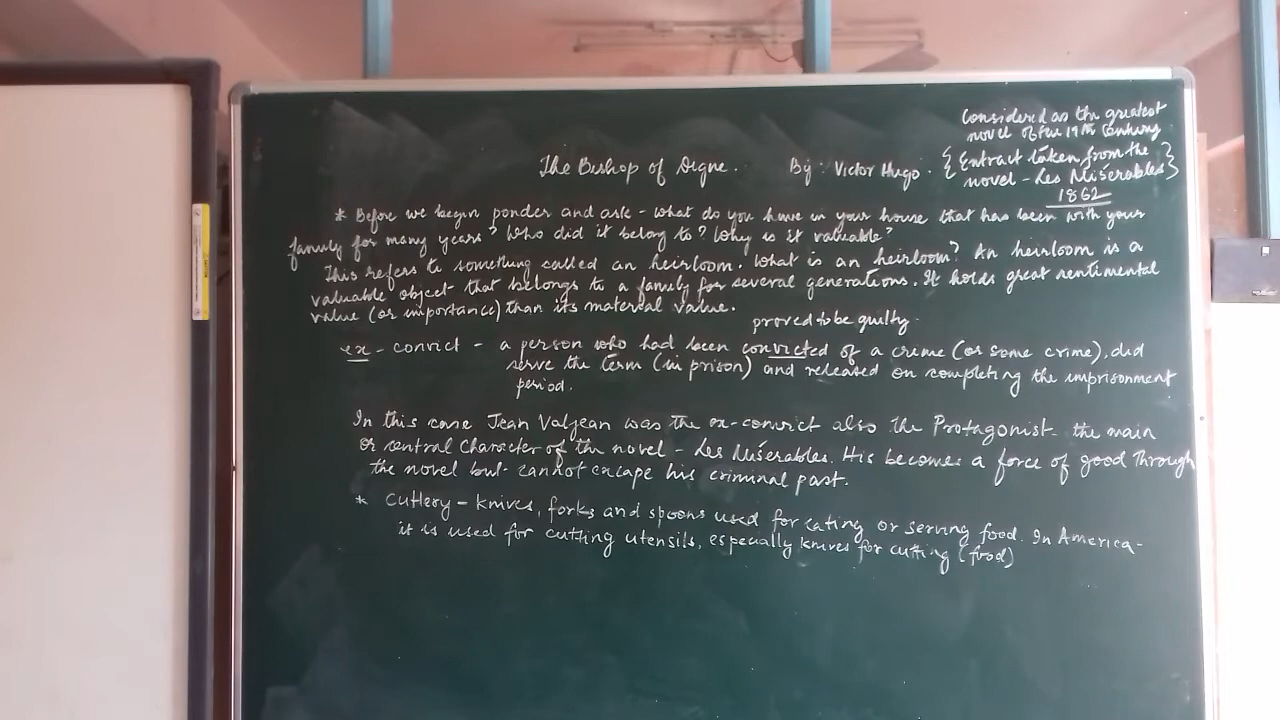 Considered as the greatest
novel of the 19th Century
The Bishop of Digne. By: Victor Hugo. {Extract taken from the
novel - Les Misérables}
1862
* Before we begin ponder and ask - what do you have in your house that has been with your
family for many years? Who did it belong to? Why is it valuable?
This refers to something called an heirloom. What is an heirloom? An heirloom is a
valuable object that belongs to a family for several generations. It holds great sentimental
value (or importance) than its material value.
proved to be guilty.
ex - convict - a person who had been convicted of a crime (or some crime), did
serve the term (in prison) and released on completing the imprisonment
period.
In this case Jean Valjean was the ex-convict also the Protagonist - the main
or central character of the novel - Les Misérables. His becomes a force of good through
the novel but cannot escape his criminal past.
* Cutlery - knives, forks and spoons used for eating or serving food. In America -
it is used for cutting utensils, especially knives for cutting (food)